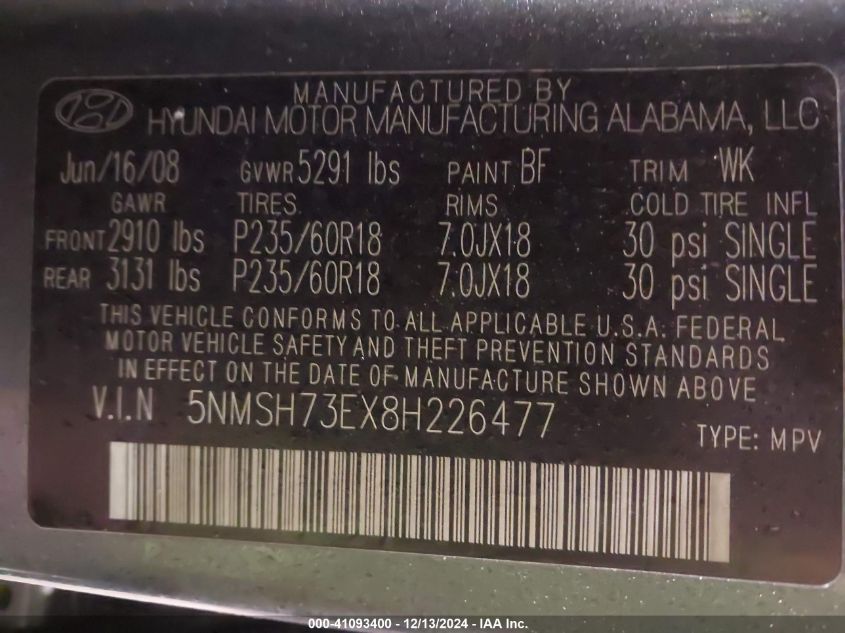 MANUFACTURED BY
HYUNDAI MOTOR MANUFACTURING ALABAMA, LLC
Jun/16/08 GVWR 5291 lbs PAINT BF TRIM WK
GAWR TIRES RIMS COLD TIRE INFL
FRONT 2910 lbs P235/60R18 7.0JX18 30 psi SINGLE
REAR 3131 lbs P235/60R18 7.0JX18 30 psi SINGLE
THIS VEHICLE CONFORMS TO ALL APPLICABLE U.S.A. FEDERAL
MOTOR VEHICLE SAFETY AND THEFT PREVENTION STANDARDS
IN EFFECT ON THE DATE OF MANUFACTURE SHOWN ABOVE
V.I.N 5NMSH73EX8H226477
TYPE: MPV
000-41093400 - 12/13/2024 - IAA Inc.